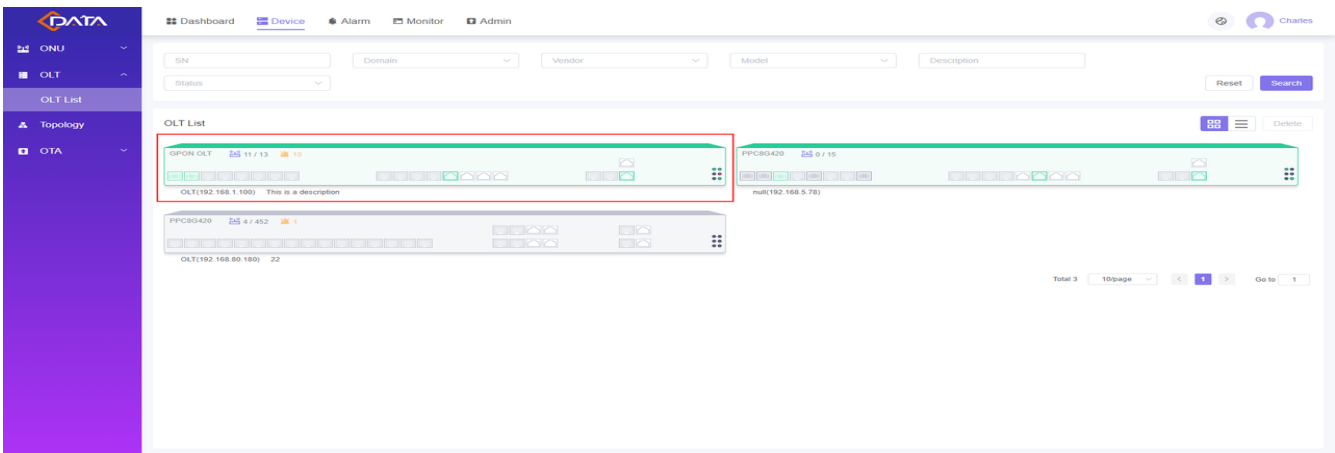 DATA
Dashboard Device Alarm Monitor Admin Charles
ONU
OLT
OLT List
Topology
OTA
SN Domain Vendor Model Description
Status Reset Search
OLT List Delete
GPON OLT 11 / 13 10
OLT(192.168.1.100) This is a description
PPC8G420 0 / 15
null(192.168.5.78)
PPC8G420 4 / 452 1
OLT(192.168.80.180) 22
Total 3 10/page < 1 > Go to 1